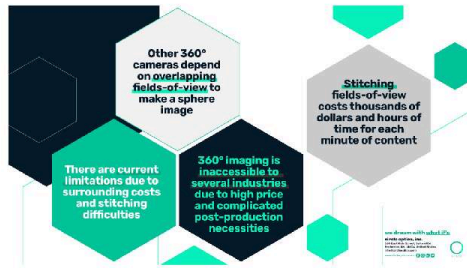 Other 360°
cameras depend
on overlapping
fields-of-view to
make a sphere
image
Stitching
fields-of-view
costs thousands of
dollars and hours of
time for each
minute of content
There are current
limitations due to
surrounding costs
and stitching
difficulties
360° imaging is
inaccessible to
several industries
due to high price
and complicated
post-production
necessities
we dream with